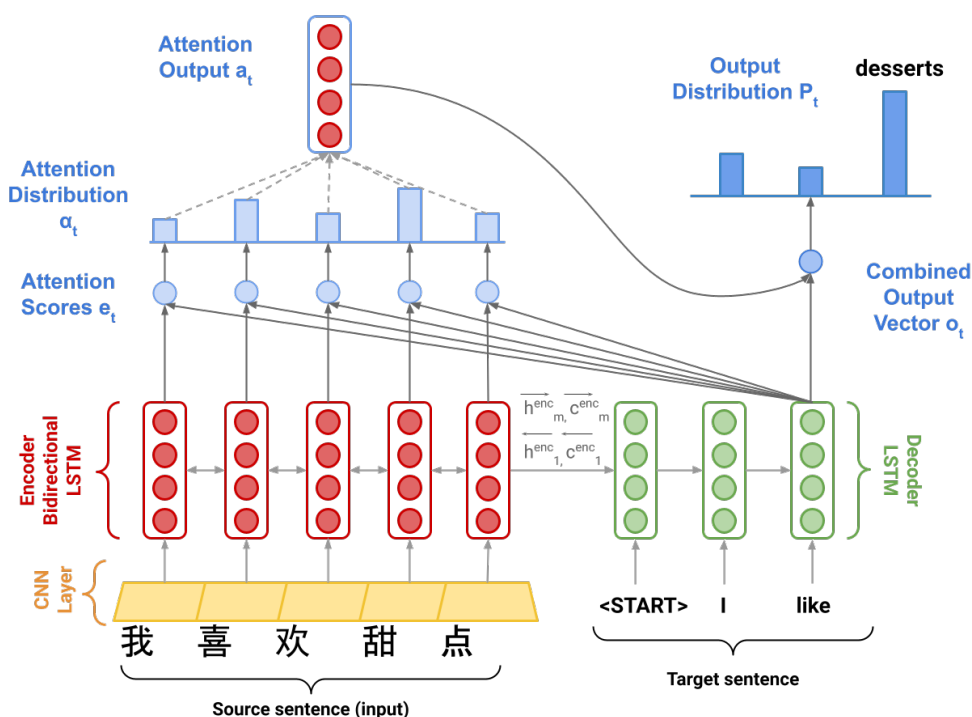 Attention
Output a_t
Output
Distribution P_t
desserts
Attention
Distribution
α_t
Attention
Scores e_t
Combined
Output
Vector o_t
h^enc_m, c^enc_m
h^enc_1, c^enc_1
Encoder
Bidirectional
LSTM
Decoder
LSTM
CNN
Layer
<START> I like
我 喜 欢 甜 点
Target sentence
Source sentence (input)